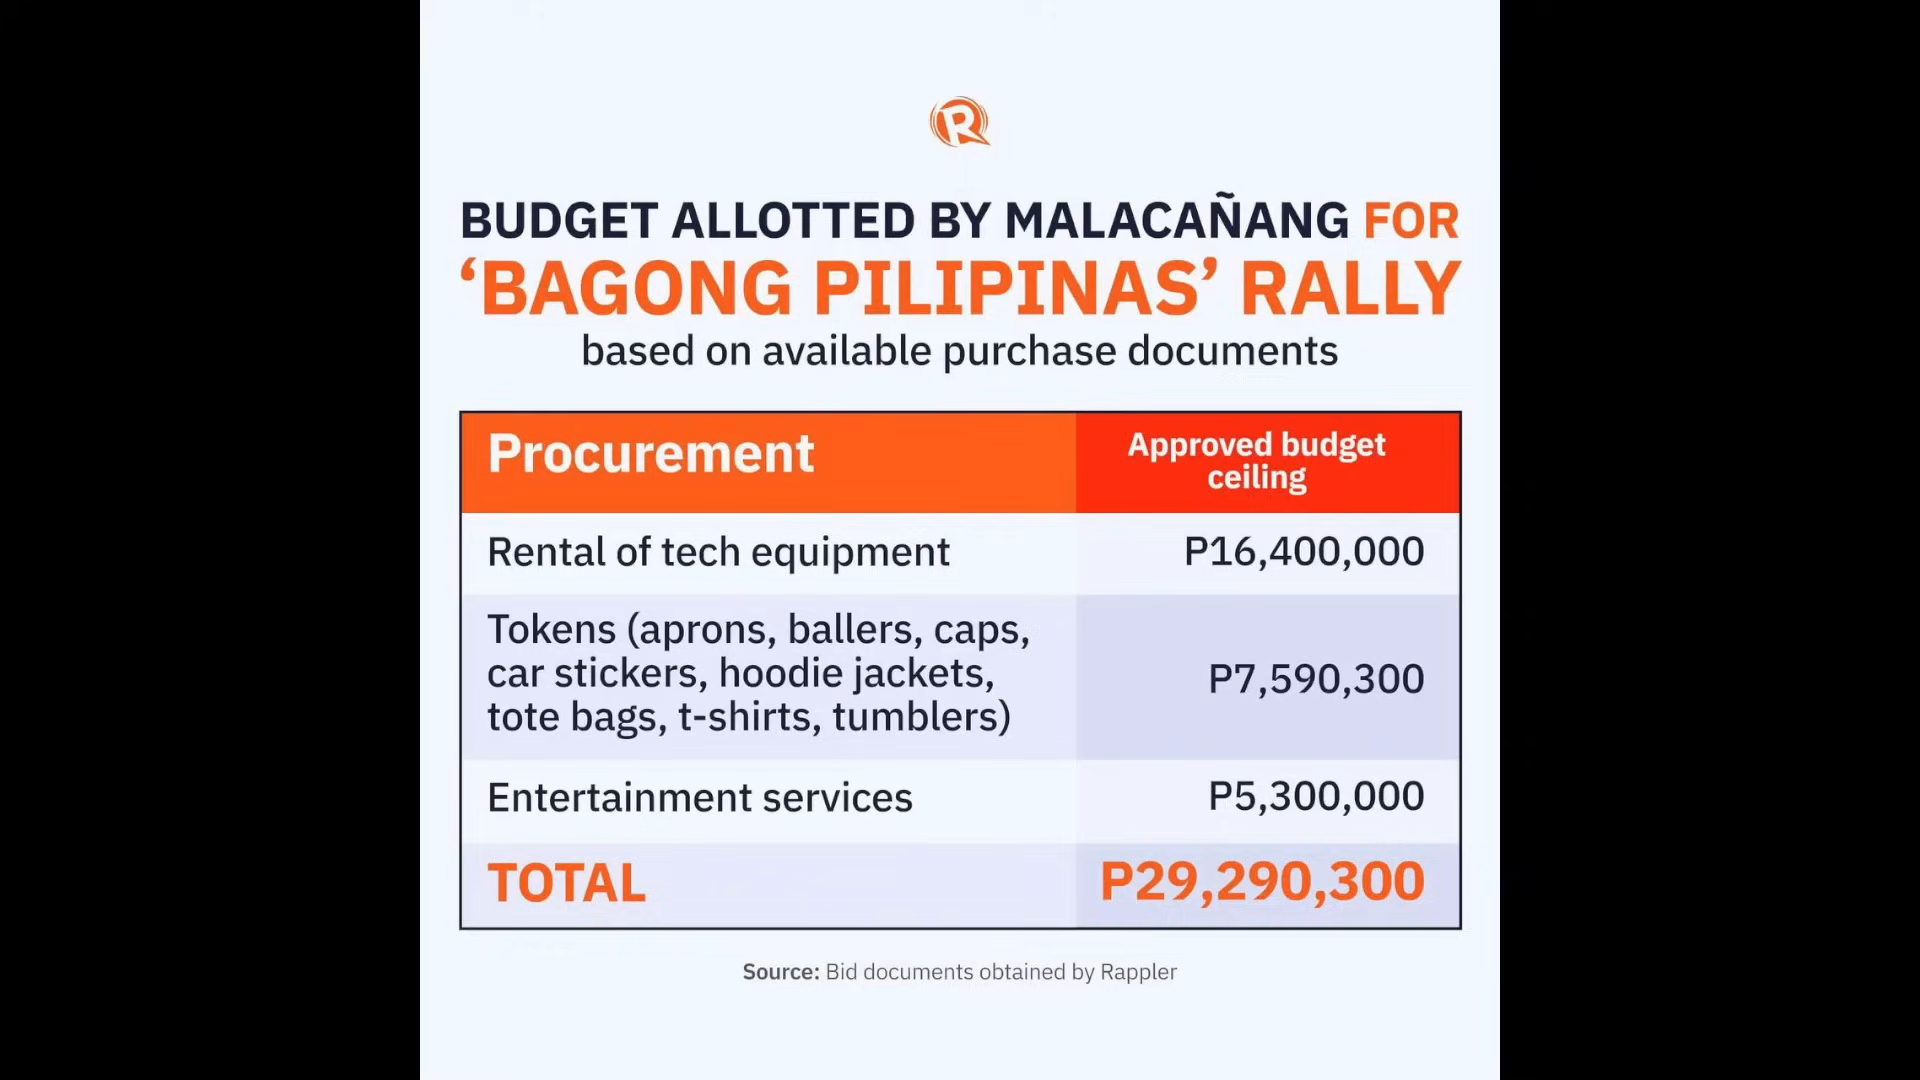 R
BUDGET ALLOTTED BY MALACAÑANG FOR
‘BAGONG PILIPINAS’ RALLY
based on available purchase documents
Procurement
Approved budget
ceiling
Rental of tech equipment
P16,400,000
Tokens (aprons, ballers, caps,
car stickers, hoodie jackets,
tote bags, t-shirts, tumblers)
P7,590,300
Entertainment services
P5,300,000
TOTAL
P29,290,300
Source: Bid documents obtained by Rappler